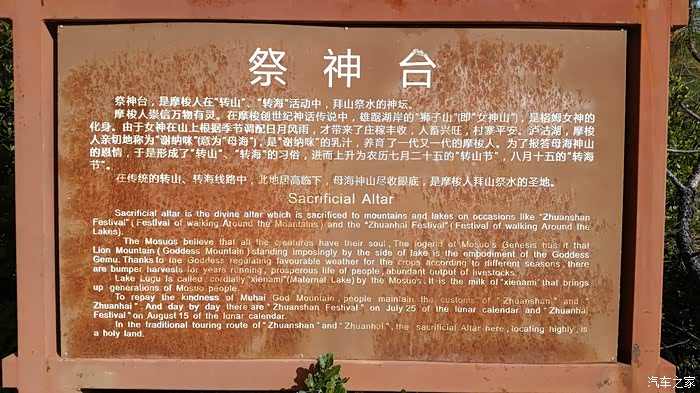 祭神台
祭神台，是摩梭人在"转山"、"转海"活动中，拜山祭水的神坛。
摩梭人崇信万物有灵。在摩梭创世纪神话传说中，雄踞湖岸的"狮子山"(即"女神山")，是格姆女神的
化身。由于女神在山上根据季节调配日月风雨，才带来了庄稼丰收，人畜兴旺，村寨平安。泸沽湖，摩梭
人亲切地称为"谢纳咪"(意为"母海")，是"谢纳咪"的乳汁，养育了一代又一代的摩梭人。为了报答母海神山
的恩情，于是形成了"转山"、"转海"的习俗，进而上升为农历七月二十五的"转山节"，八月十五的"转海
节"。
在传统的转山、转海线路中，此地居高临下，母海神山尽收眼底，是摩梭人拜山祭水的圣地。
Sacrificial Altar
Sacrificial altar is the divine altar which is sacrificed to mountains and lakes on occasions like "Zhuanshan
Festival" ( Festival of walking Around the Mountains ) and the "Zhuanhai Festival" ( Festival of walking Around the
Lakes).
The Mosuos believe that all the creatures have their soul , The legend of Mosuo's Genesis has it that
Lion Mountain ( Goddess Mountain ) standing imposingly by the side of lake is the embodiment of the Goddess
Gemu. Thanks to the Goddess regulating favourable weather for the crops according to different seasons , there
are bumper harvests for years running , prosperous life of people , abundant output of livestocks.
Lake Lugu is called cordially "xienami"(Maternal Lake) by the Mosuos . It is the milk of "xienami" that brings
up generations of Mosuo people.
To repay the kindness of Muhai God Mountain , people maintain the customs of " Zhuanshan " and "
Zhuanhai " . And day by day there are " Zhuanshan Festival " on July 25 of the lunar calendar and " Zhuanhai
Festival " on August 15 of the lunar calendar.
In the traditional touring route of " Zhuanshan " and " Zhuanhai " , the sacrificial Altar here , locating highly , is
a holy land.
汽车之家